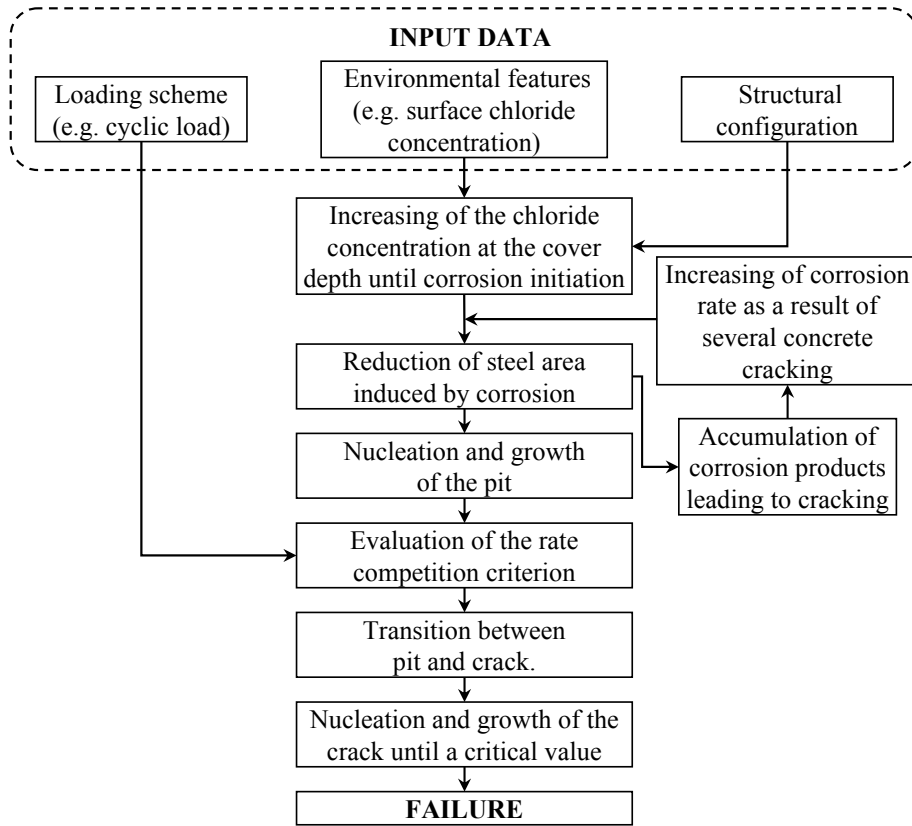 INPUT DATA
Loading scheme
(e.g. cyclic load)
Environmental features
(e.g. surface chloride
concentration)
Structural
configuration
Increasing of the chloride
concentration at the cover
depth until corrosion initiation
Increasing of corrosion
rate as a result of
several concrete
cracking
Reduction of steel area
induced by corrosion
Accumulation of
corrosion products
leading to cracking
Nucleation and growth
of the pit
Evaluation of the rate
competition criterion
Transition between
pit and crack.
Nucleation and growth of the
crack until a critical value
FAILURE